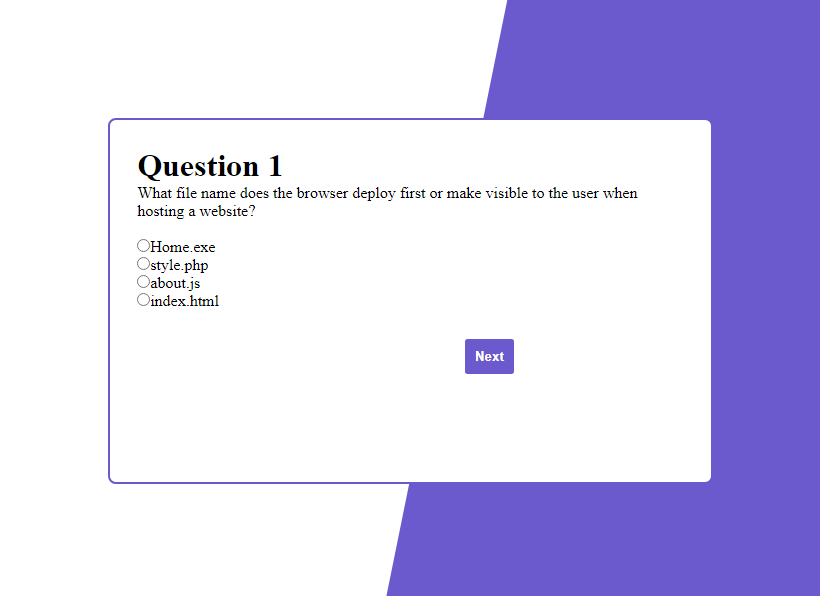 Question 1
What file name does the browser deploy first or make visible to the user when
hosting a website?
Home.exe
style.php
about.js
index.html
Next